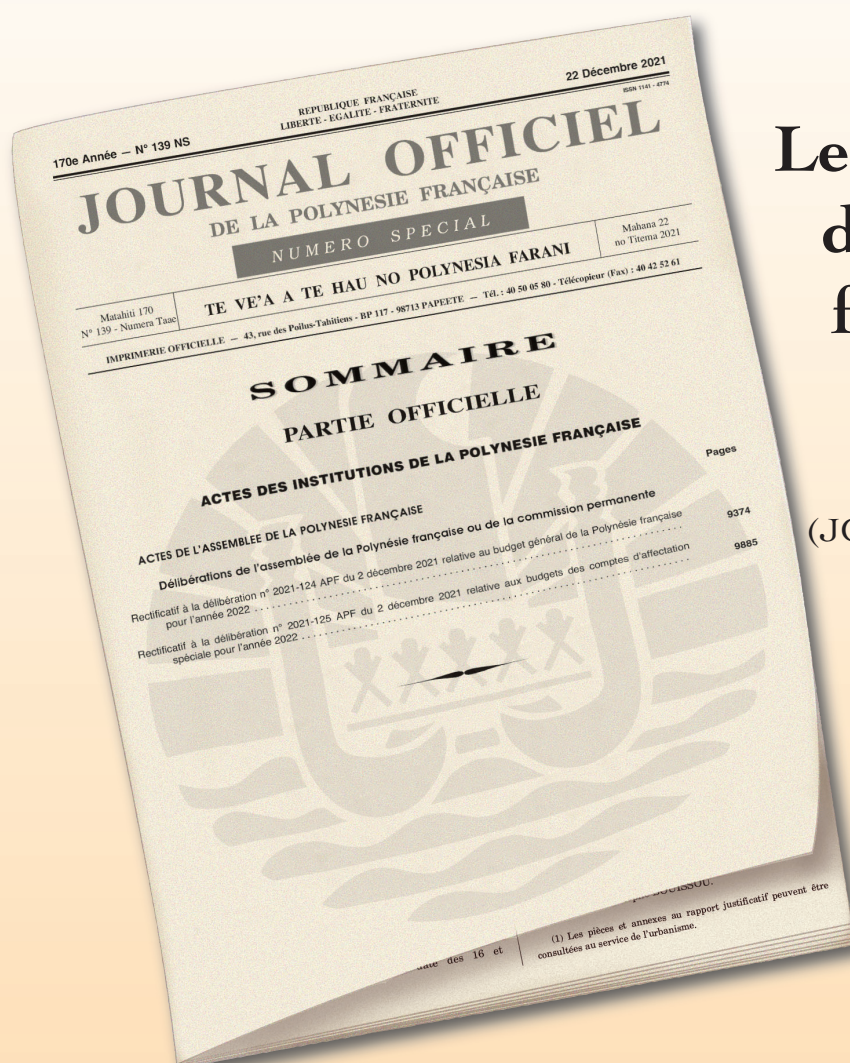 22 Décembre 2021
ISSN 1141 - 4774
REPUBLIQUE FRANÇAISE
LIBERTE - EGALITE - FRATERNITE
170e Année — N° 139 NS
JOURNAL OFFICIEL
DE LA POLYNESIE FRANÇAISE
NUMERO SPECIAL
Matahiti 170
N° 139 - Numera Taae
TE VE'A A TE HAU NO POLYNESIA FARANI
Mahana 22
no Titema 2021
IMPRIMERIE OFFICIELLE — 43, rue des Poilus-Tahitiens - BP 117 - 98713 PAPEETE — Tél. : 40 50 05 80 - Télécopieur (Fax) : 40 42 52 61
SOMMAIRE
PARTIE OFFICIELLE
ACTES DES INSTITUTIONS DE LA POLYNESIE FRANÇAISE
Pages
ACTES DE L'ASSEMBLEE DE LA POLYNESIE FRANÇAISE
Délibérations de l'assemblée de la Polynésie française ou de la commission permanente
Rectificatif à la délibération n° 2021-124 APF du 2 décembre 2021 relative au budget général de la Polynésie française
pour l'année 2022 . . . . . . . . . . 9374
Rectificatif à la délibération n° 2021-125 APF du 2 décembre 2021 relative aux budgets des comptes d'affectation
spéciale pour l'année 2022 . . . . . . . . . . 9885
date des 16 et
BOUISSOU.
(1) Les pièces et annexes au rapport justificatif peuvent être
consultées au service de l'urbanisme.
Le
d
f
(JO